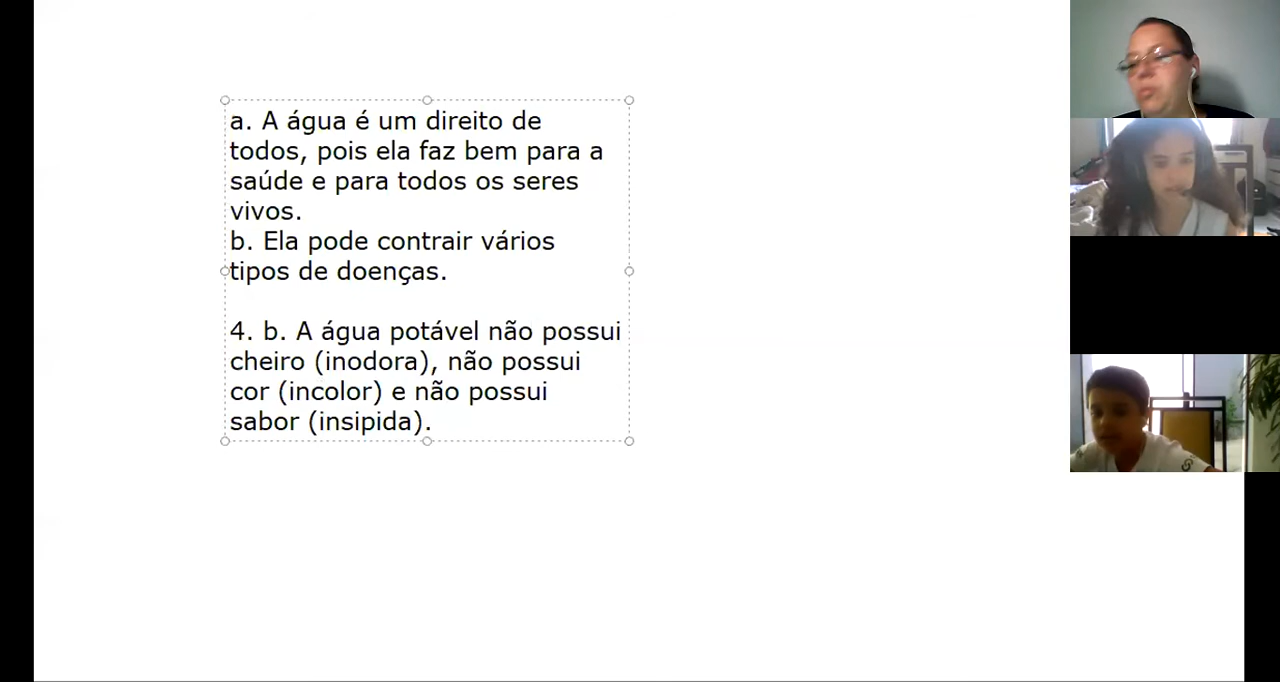 a. A água é um direito de
todos, pois ela faz bem para a
saúde e para todos os seres
vivos.
b. Ela pode contrair vários
tipos de doenças.
4. b. A água potável não possui
cheiro (inodora), não possui
cor (incolor) e não possui
sabor (insipida).